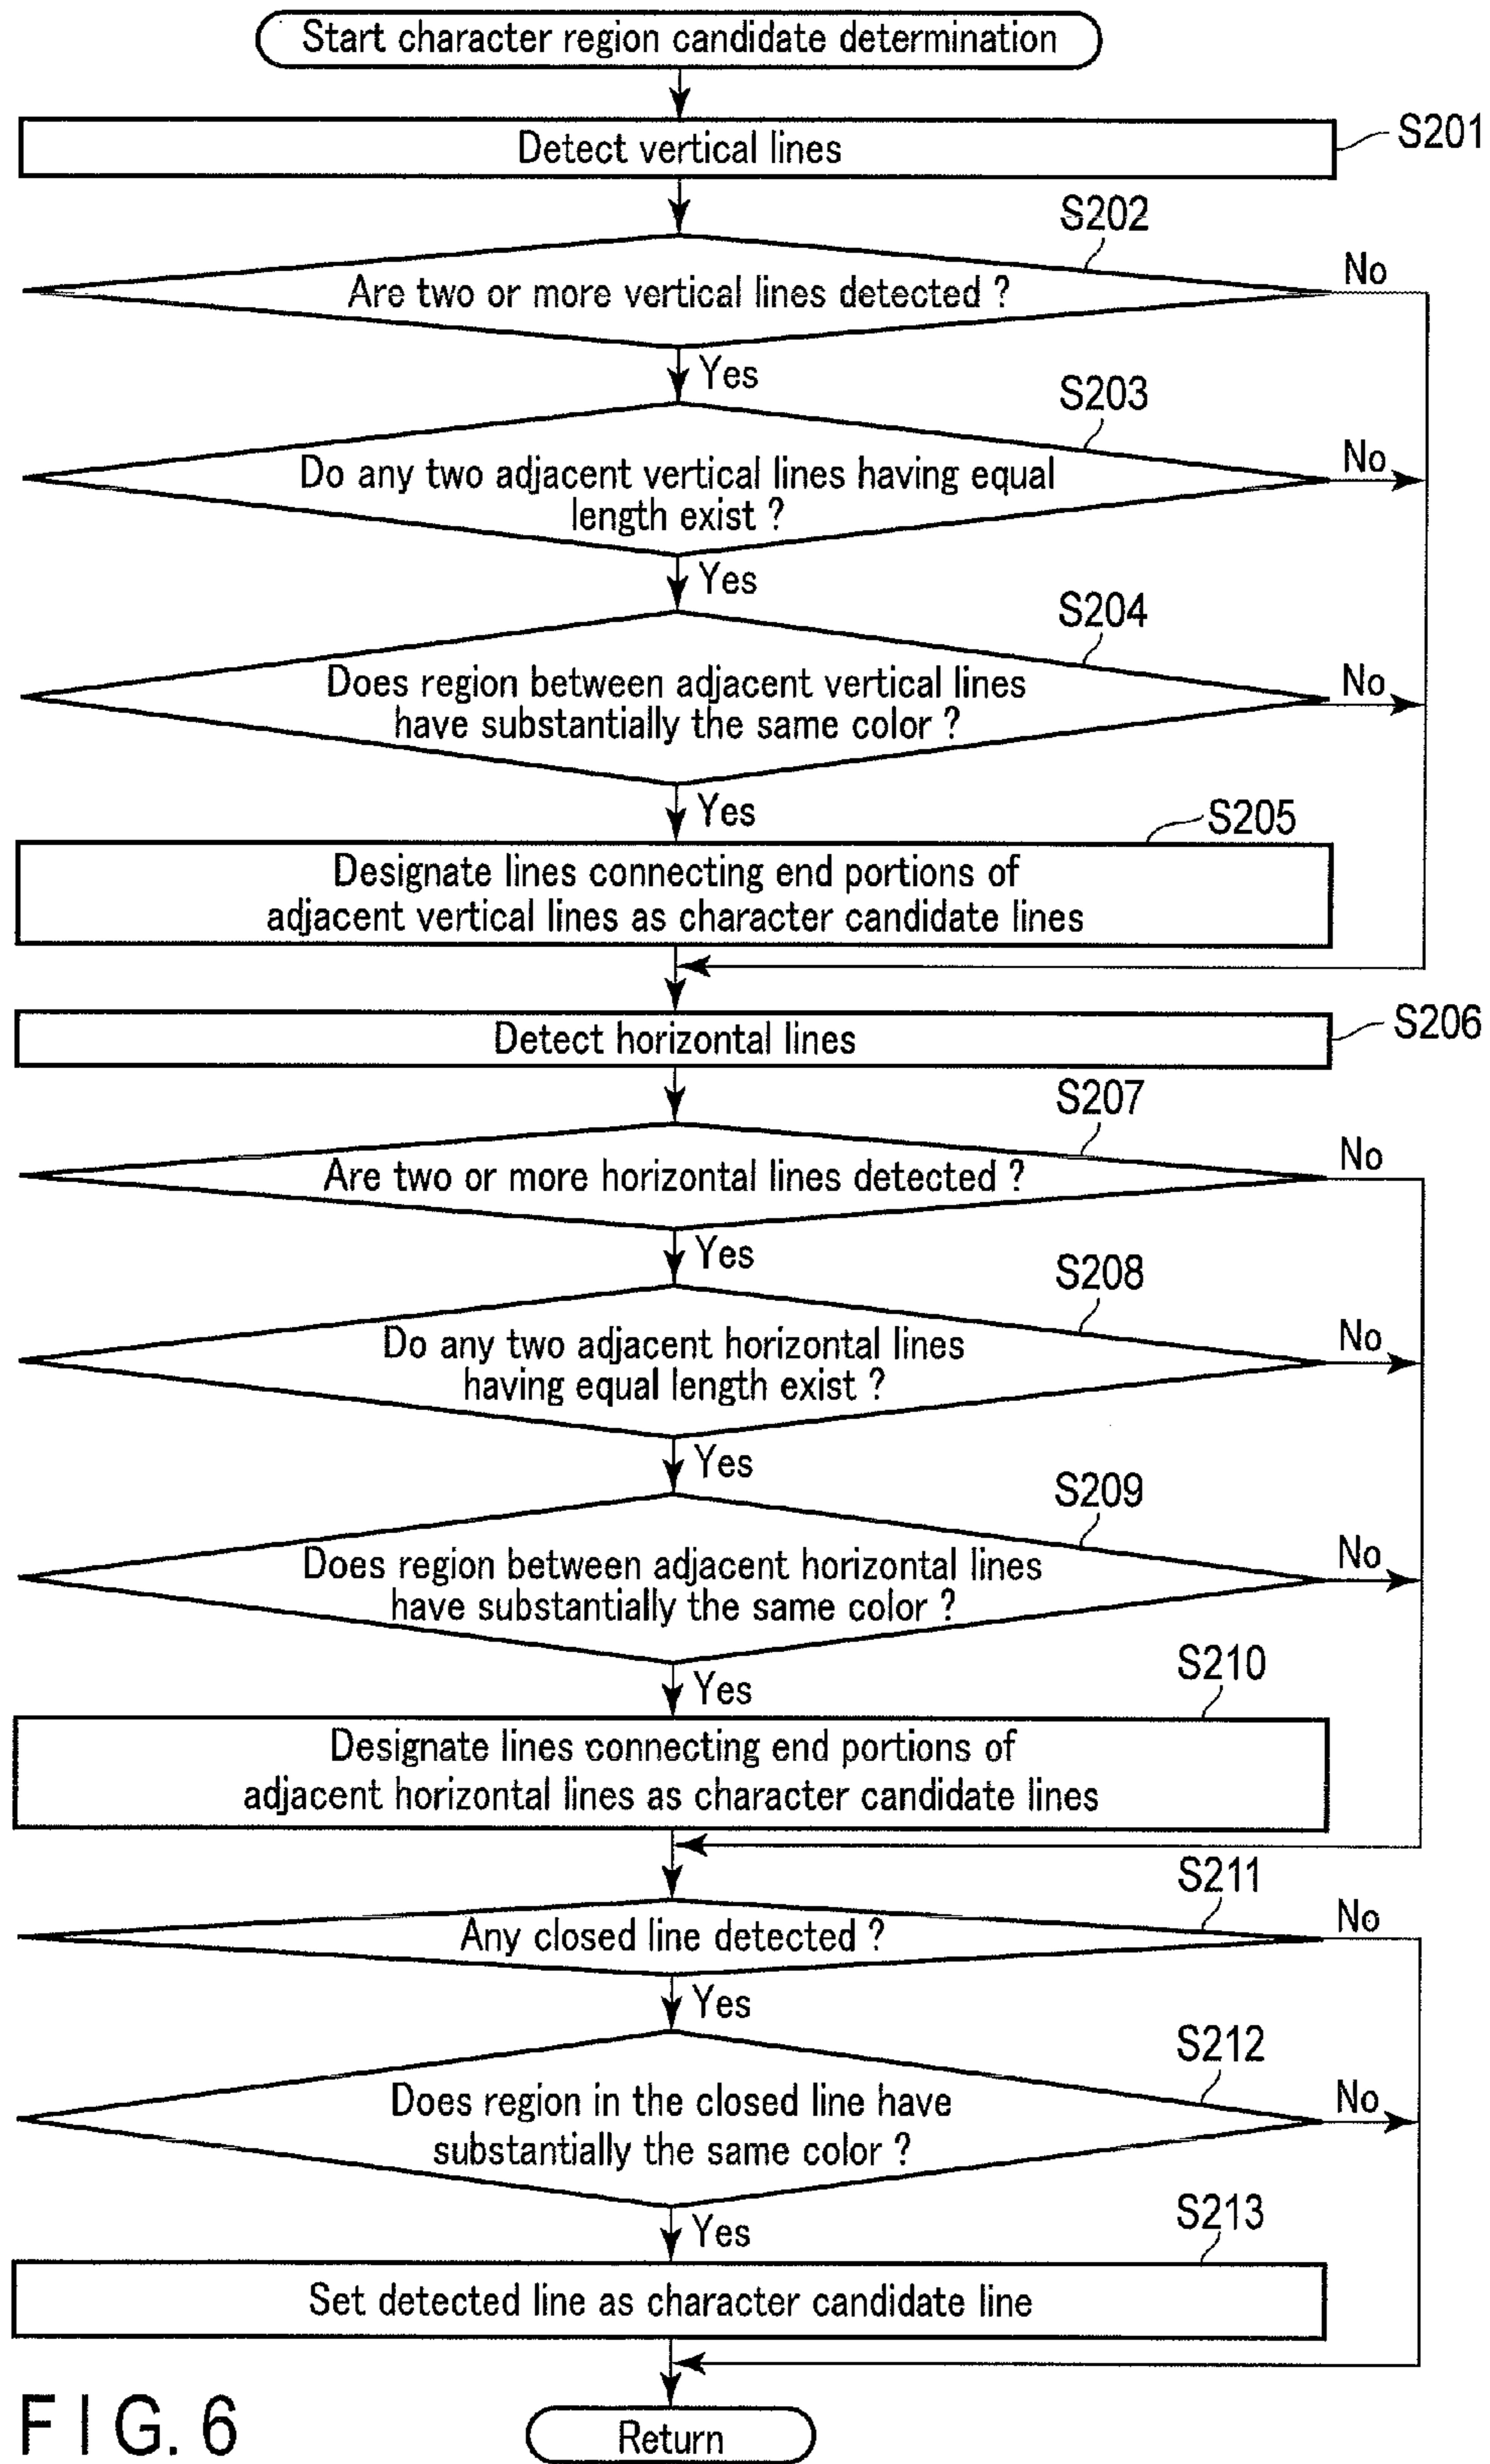 Start character region candidate determination
Detect vertical lines
S201
S202
Are two or more vertical lines detected ?
No
Yes
S203
Do any two adjacent vertical lines having equal
length exist ?
No
Yes
S204
Does region between adjacent vertical lines
have substantially the same color ?
No
Yes
S205
Designate lines connecting end portions of
adjacent vertical lines as character candidate lines
Detect horizontal lines
S206
S207
Are two or more horizontal lines detected ?
No
Yes
S208
Do any two adjacent horizontal lines
having equal length exist ?
No
Yes
S209
Does region between adjacent horizontal lines
have substantially the same color ?
No
Yes
S210
Designate lines connecting end portions of
adjacent horizontal lines as character candidate lines
S211
Any closed line detected ?
No
Yes
S212
Does region in the closed line have
substantially the same color ?
No
Yes
S213
Set detected line as character candidate line
Return
FIG. 6